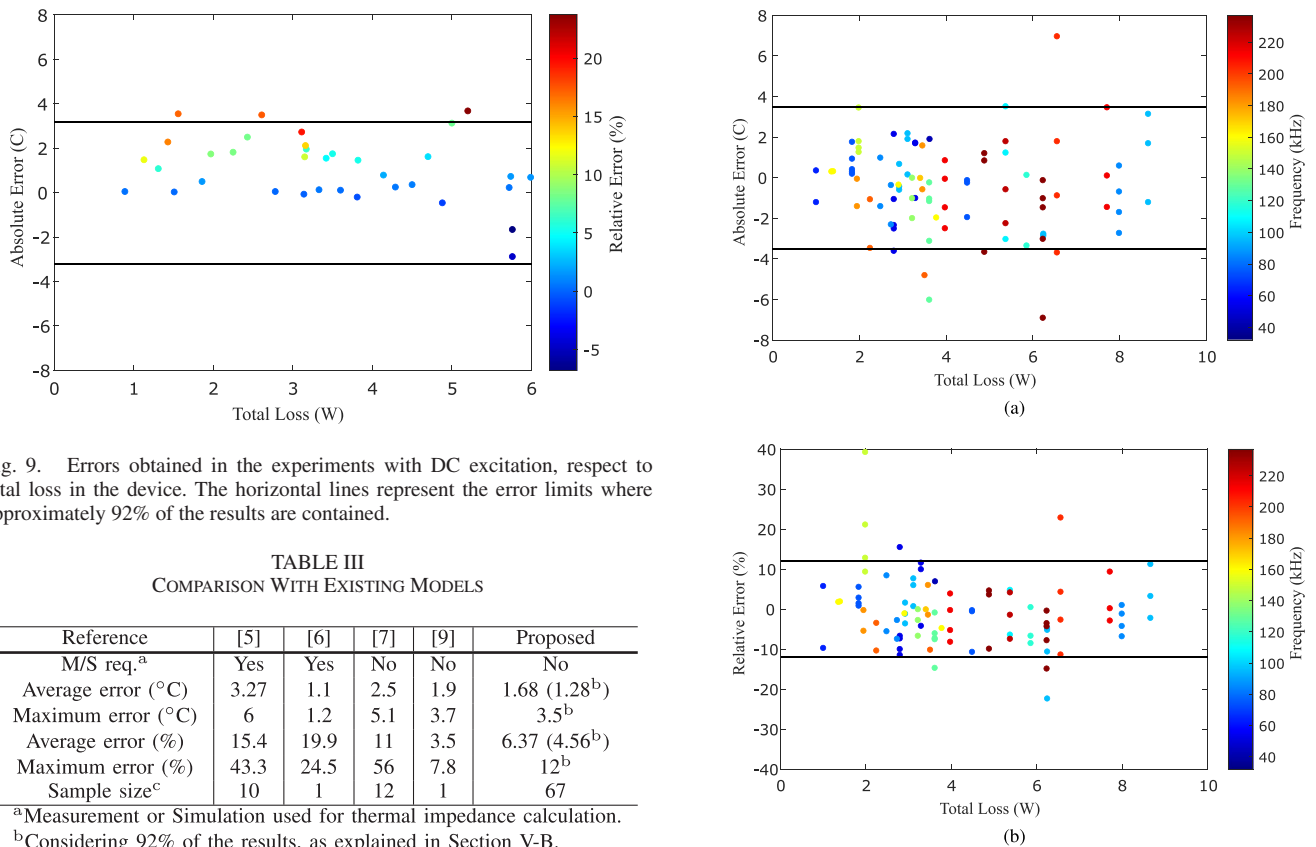 8
6
4
2
0
-2
-4
-6
-8
0 1 2 3 4 5 6
Absolute Error (C)
Total Loss (W)
20
15
10
5
0
-5
Relative Error (%)
g. 9. Errors obtained in the experiments with DC excitation, respect to
tal loss in the device. The horizontal lines represent the error limits where
pproximately 92% of the results are contained.
TABLE III
COMPARISON WITH EXISTING MODELS
Reference [5] [6] [7] [9] Proposed
M/S req.a Yes Yes No No No
Average error (°C) 3.27 1.1 2.5 1.9 1.68 (1.28b)
Maximum error (°C) 6 1.2 5.1 3.7 3.5b
Average error (%) 15.4 19.9 11 3.5 6.37 (4.56b)
Maximum error (%) 43.3 24.5 56 7.8 12b
Sample sizec 10 1 12 1 67
aMeasurement or Simulation used for thermal impedance calculation.
bConsidering 92% of the results, as explained in Section V-B.
8
6
4
2
0
-2
-4
-6
-8
0 2 4 6 8 10
Absolute Error (C)
Total Loss (W)
220
200
180
160
140
120
100
80
60
40
Frequency (kHz)
(a)
40
30
20
10
0
-10
-20
-30
-40
0 2 4 6 8 10
Relative Error (%)
Total Loss (W)
220
200
180
160
140
120
100
80
60
40
Frequency (kHz)
(b)